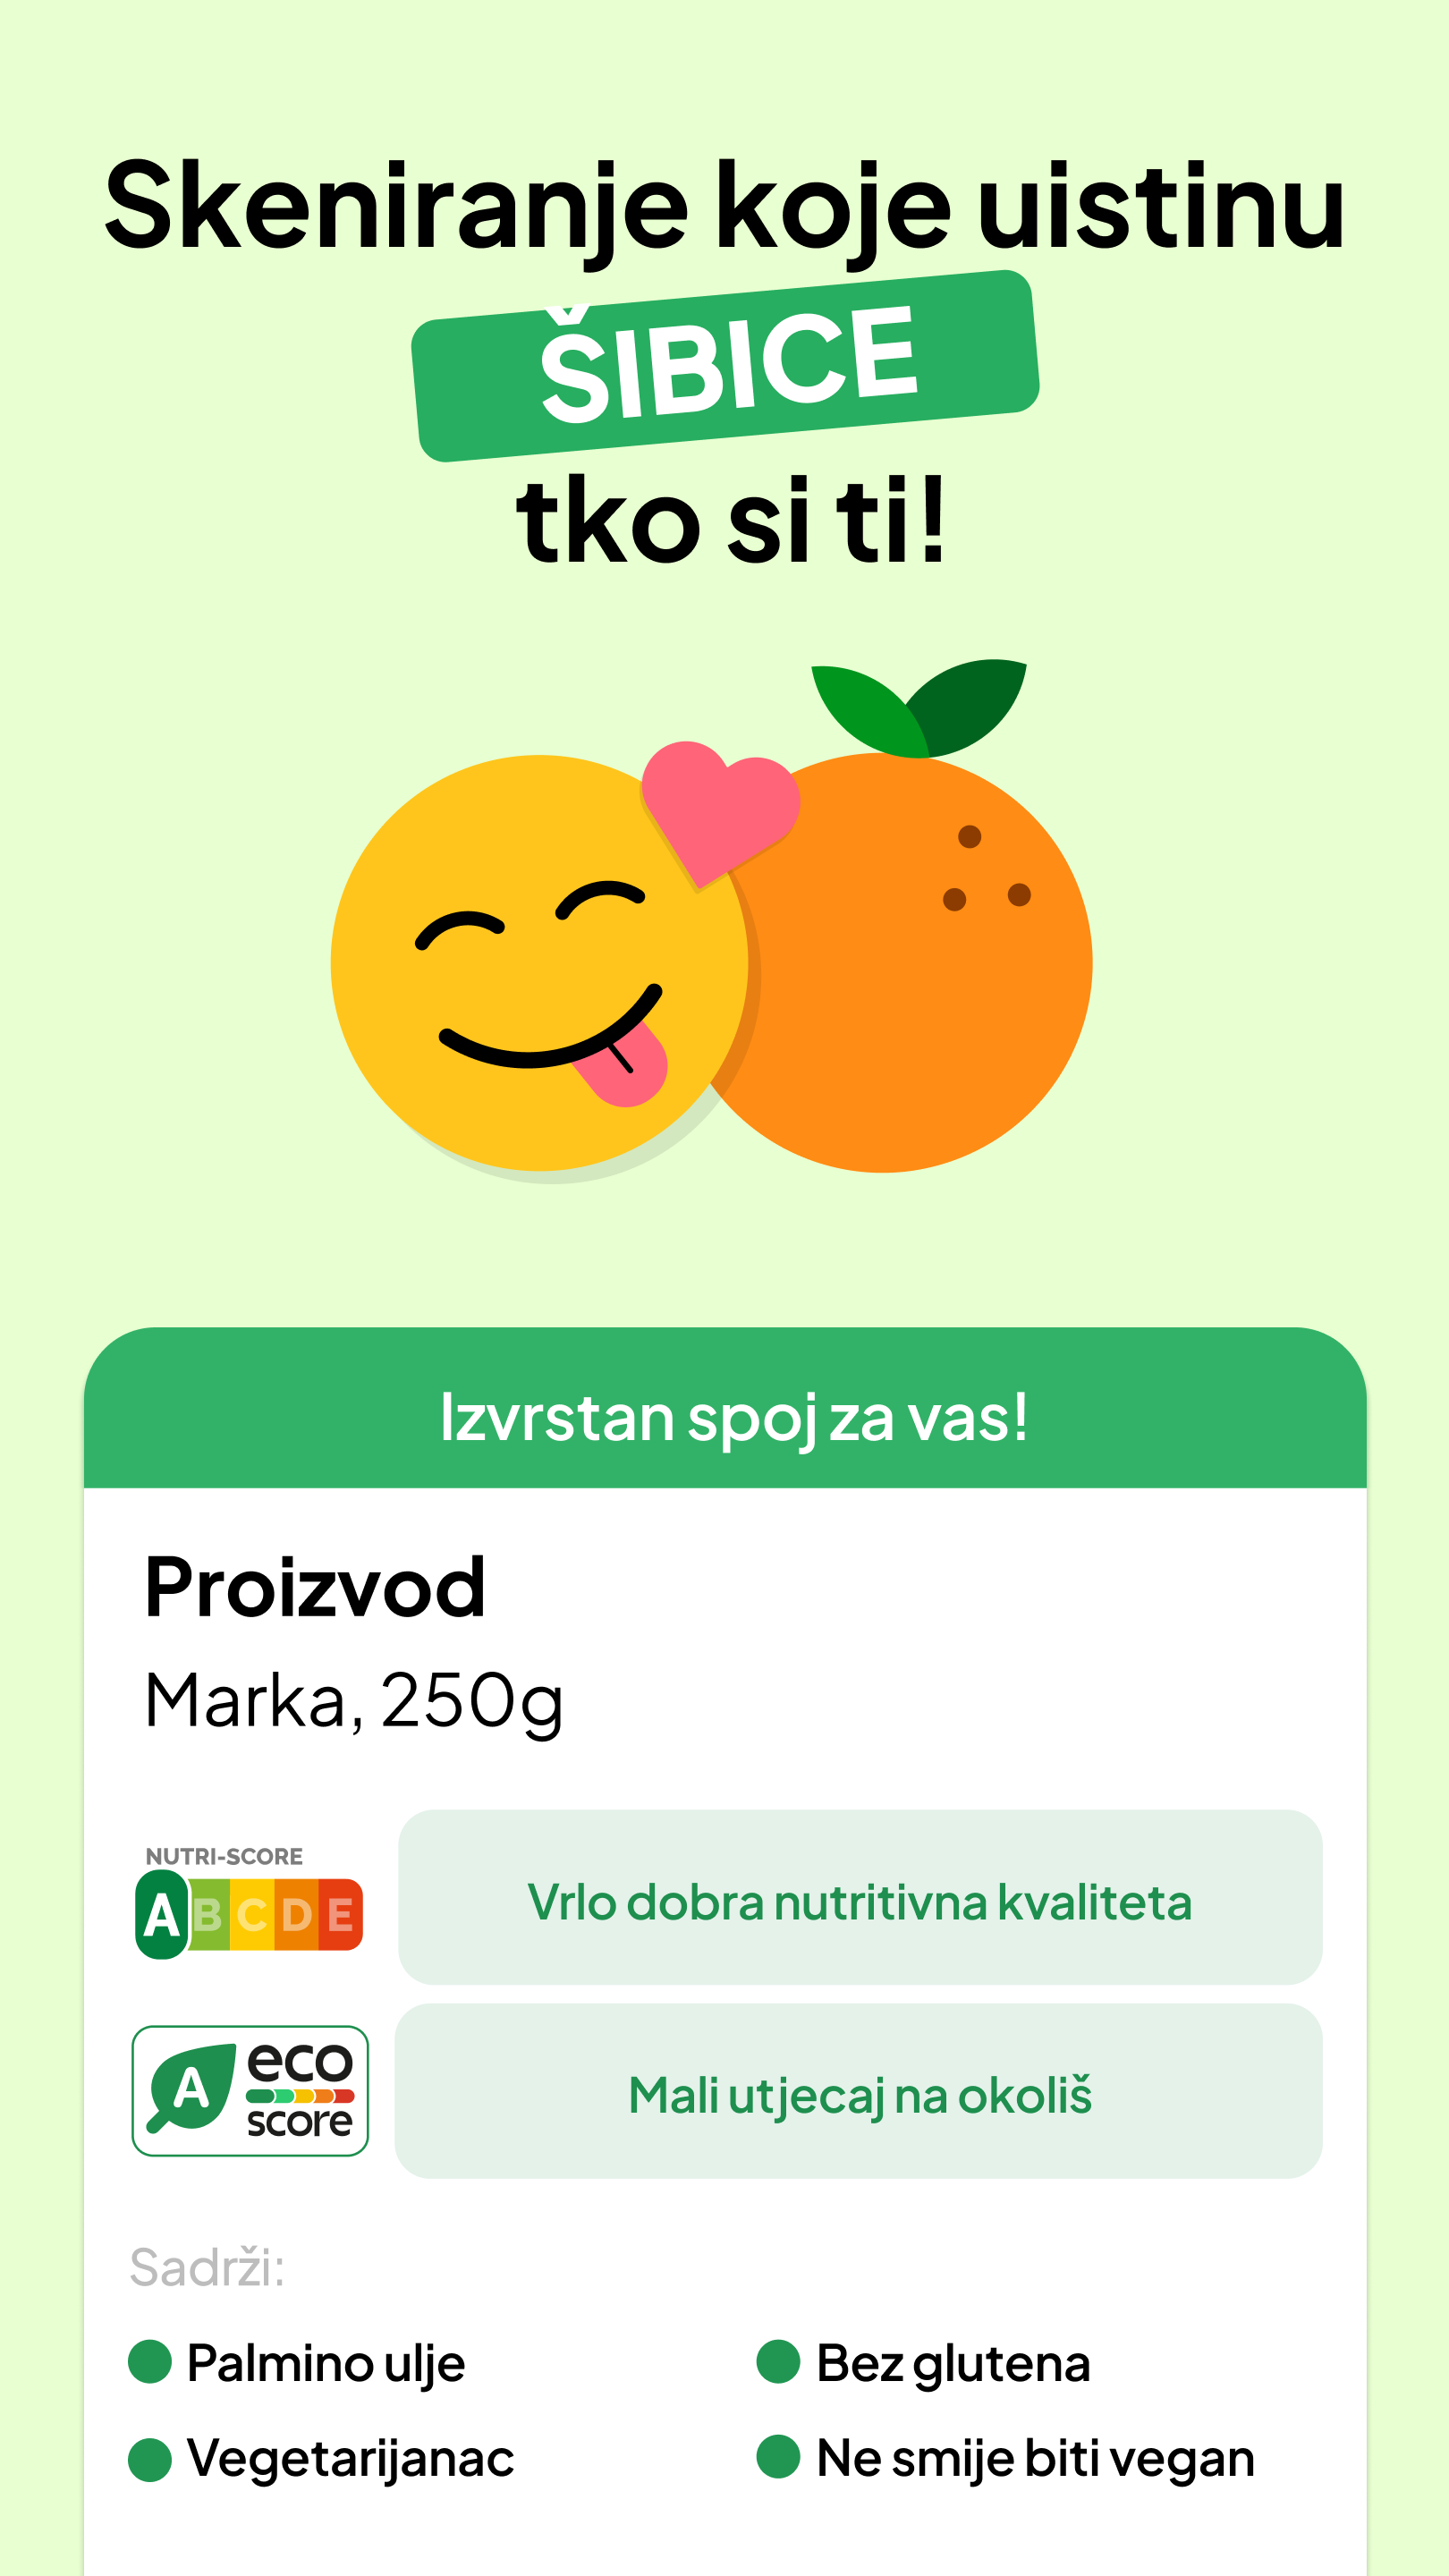 Skeniranje koje uistinu
ŠIBICE
tko si ti!
Izvrstan spoj za vas!
Proizvod
Marka, 250g
NUTRI-SCORE
A B C D E
Vrlo dobra nutritivna kvaliteta
A eco
score
Mali utjecaj na okoliš
Sadrži:
Palmino ulje
Bez glutena
Vegetarijanac
Ne smije biti vegan